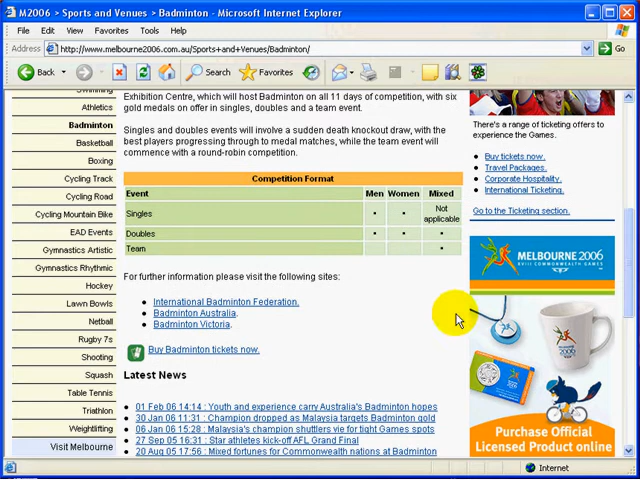 M2006 > Sports and Venues > Badminton - Microsoft Internet Explorer
File Edit View Favorites Tools Help
Address http://www.melbourne2006.com.au/Sports+and+Venues/Badminton/ Go
Back Search Favorites
Swimming
Athletics
Badminton
Basketball
Boxing
Cycling Track
Cycling Road
Cycling Mountain Bike
EAD Events
Gymnastics Artistic
Gymnastics Rhythmic
Hockey
Lawn Bowls
Netball
Rugby 7s
Shooting
Squash
Table Tennis
Triathlon
Weightlifting
Visit Melbourne
Exhibition Centre, which will host Badminton on all 11 days of competition, with six
gold medals on offer in singles, doubles and a team event.
Singles and doubles events will involve a sudden death knockout draw, with the
best players progressing through to medal matches, while the team event will
commence with a round-robin competition.
Competition Format
Event Men Women Mixed
Singles • • Not applicable
Doubles • • •
Team •
For further information please visit the following sites:
• International Badminton Federation.
• Badminton Australia.
• Badminton Victoria.
Buy Badminton tickets now.
Latest News
• 01 Feb 06 14:14 : Youth and experience carry Australia's Badminton hopes
• 30 Jan 06 11:31 : Champion dropped as Malaysia targets Badminton gold
• 06 Jan 06 15:28 : Malaysia's champion shuttlers vie for tight Games spots
• 27 Sep 05 16:31 : Star athletes kick-off AFL Grand Final
• 20 Aug 05 17:56 : Mixed fortunes for Commonwealth nations at Badminton
There's a range of ticketing offers to
experience the Games.
• Buy tickets now.
• Travel Packages.
• Corporate Hospitality.
• International Ticketing.
Go to the Ticketing section.
MELBOURNE 2006
XVIII COMMONWEALTH GAMES
Purchase Official
Licensed Product online
Internet